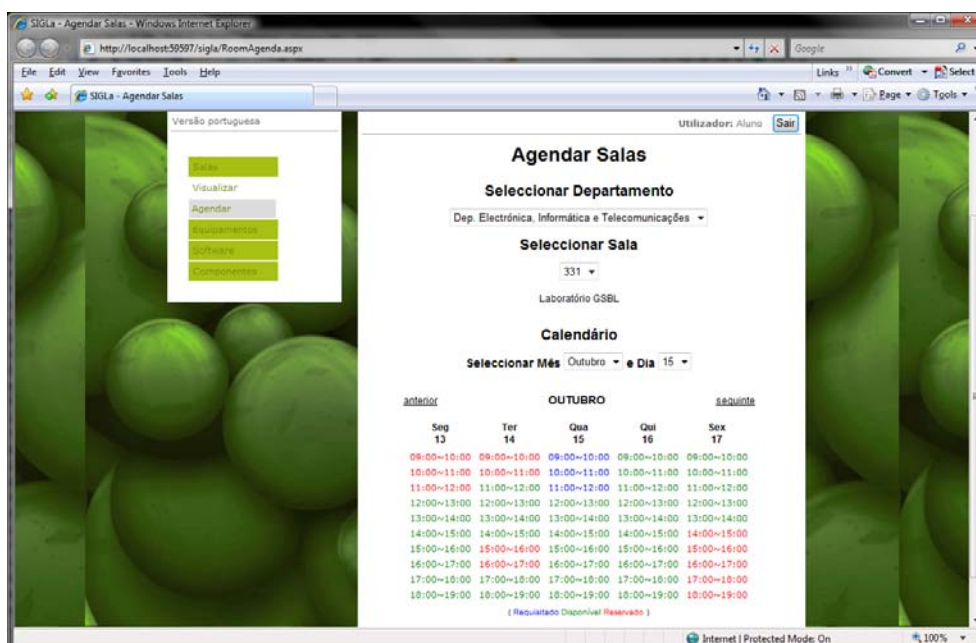 SIGLa - Agendar Salas - Windows Internet Explorer
http://localhost:59597/sigla/RoomAgenda.aspx
Google
File Edit View Favorites Tools Help
Links Convert Select
SIGLa - Agendar Salas
Page Tools
Versão portuguesa
Utilizador: Aluno Sair
Salas
Visualizar
Agendar
Equipamentos
Software
Componentes
Agendar Salas
Seleccionar Departamento
Dep. Electrónica, Informática e Telecomunicações
Seleccionar Sala
331
Laboratório GSBL
Calendário
Seleccionar Mês Outubro e Dia 15
anterior OUTUBRO seguinte
Seg Ter Qua Qui Sex
13 14 15 16 17
09:00~10:00 09:00~10:00 09:00~10:00 09:00~10:00 09:00~10:00
10:00~11:00 10:00~11:00 10:00~11:00 10:00~11:00 10:00~11:00
11:00~12:00 11:00~12:00 11:00~12:00 11:00~12:00 11:00~12:00
12:00~13:00 12:00~13:00 12:00~13:00 12:00~13:00 12:00~13:00
13:00~14:00 13:00~14:00 13:00~14:00 13:00~14:00 13:00~14:00
14:00~15:00 14:00~15:00 14:00~15:00 14:00~15:00 14:00~15:00
15:00~16:00 15:00~16:00 15:00~16:00 15:00~16:00 15:00~16:00
16:00~17:00 16:00~17:00 16:00~17:00 16:00~17:00 16:00~17:00
17:00~18:00 17:00~18:00 17:00~18:00 17:00~18:00 17:00~18:00
18:00~19:00 18:00~19:00 18:00~19:00 18:00~19:00 18:00~19:00
( Requisitado Disponível Reservado )
Internet | Protected Mode: On 100%